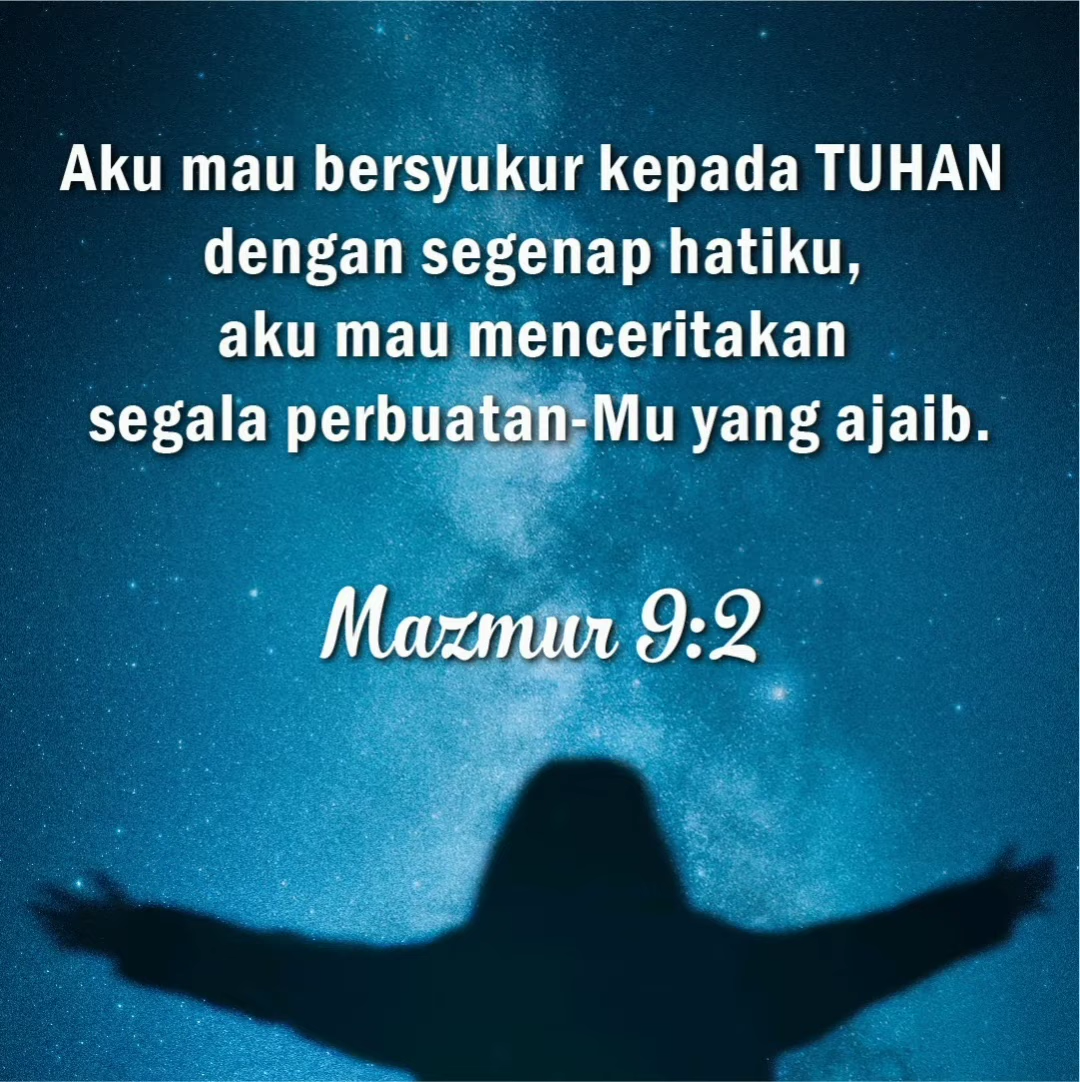 Aku mau bersyukur kepada TUHAN
dengan segenap hatiku,
aku mau menceritakan
segala perbuatan-Mu yang ajaib.
Mazmur 9:2